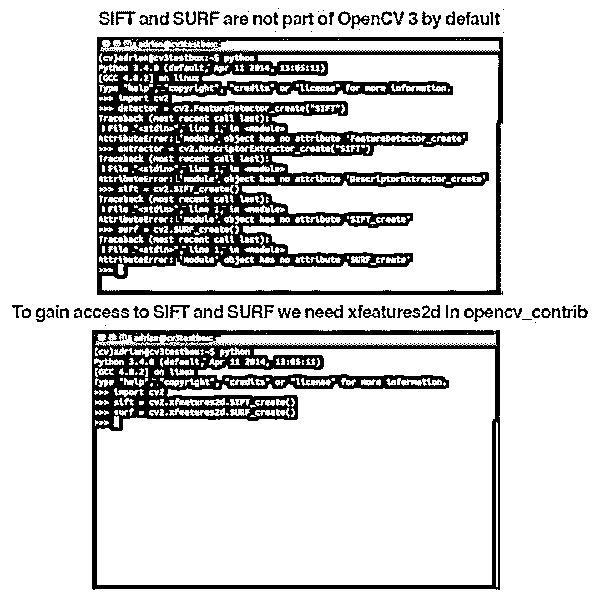 SIFT and SURF are not part of OpenCV 3 by default
adrian@cv3testbox: ~
(cv)adrian@cv3testbox:~$ python
Python 3.4.0 (default, Apr 11 2014, 13:05:11)
[GCC 4.8.2] on linux
Type "help", "copyright", "credits" or "license" for more information.
>>> import cv2
>>> detector = cv2.FeatureDetector_create("SIFT")
Traceback (most recent call last):
File "<stdin>", line 1, in <module>
AttributeError: 'module' object has no attribute 'FeatureDetector_create'
>>> extractor = cv2.DescriptorExtractor_create("SIFT")
Traceback (most recent call last):
File "<stdin>", line 1, in <module>
AttributeError: 'module' object has no attribute 'DescriptorExtractor_create'
>>> sift = cv2.SIFT_create()
Traceback (most recent call last):
File "<stdin>", line 1, in <module>
AttributeError: 'module' object has no attribute 'SIFT_create'
>>> surf = cv2.SURF_create()
Traceback (most recent call last):
File "<stdin>", line 1, in <module>
AttributeError: 'module' object has no attribute 'SURF_create'
>>>
To gain access to SIFT and SURF we need xfeatures2d in opencv_contrib
adrian@cv3testbox: ~
(cv)adrian@cv3testbox:~$ python
Python 3.4.0 (default, Apr 11 2014, 13:05:11)
[GCC 4.8.2] on linux
Type "help", "copyright", "credits" or "license" for more information.
>>> import cv2
>>> sift = cv2.xfeatures2d.SIFT_create()
>>> surf = cv2.xfeatures2d.SURF_create()
>>>